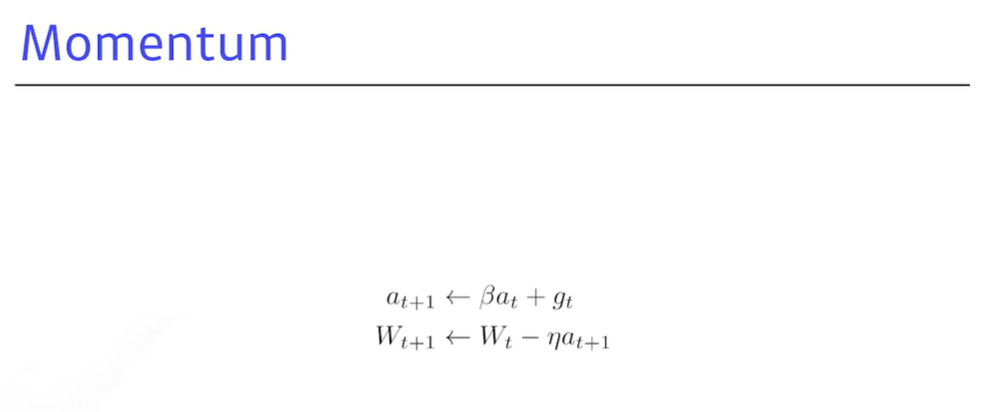 Momentum
a_{t+1} ← βa_t + g_t
W_{t+1} ← W_t − ηa_{t+1}